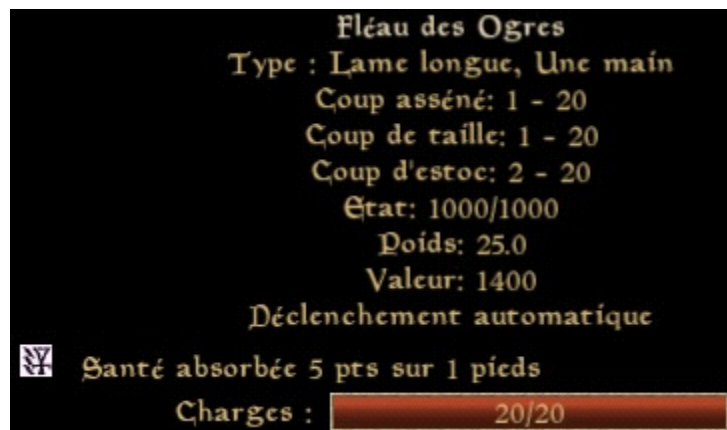 Fléau des Ogres
Type : Lame longue, Une main
Coup asséné: 1 - 20
Coup de taille: 1 - 20
Coup d'estoc: 2 - 20
Etat: 1000/1000
Poids: 25.0
Valeur: 1400
Déclenchement automatique
Santé absorbée 5 pts sur 1 pieds
Charges : 20/20